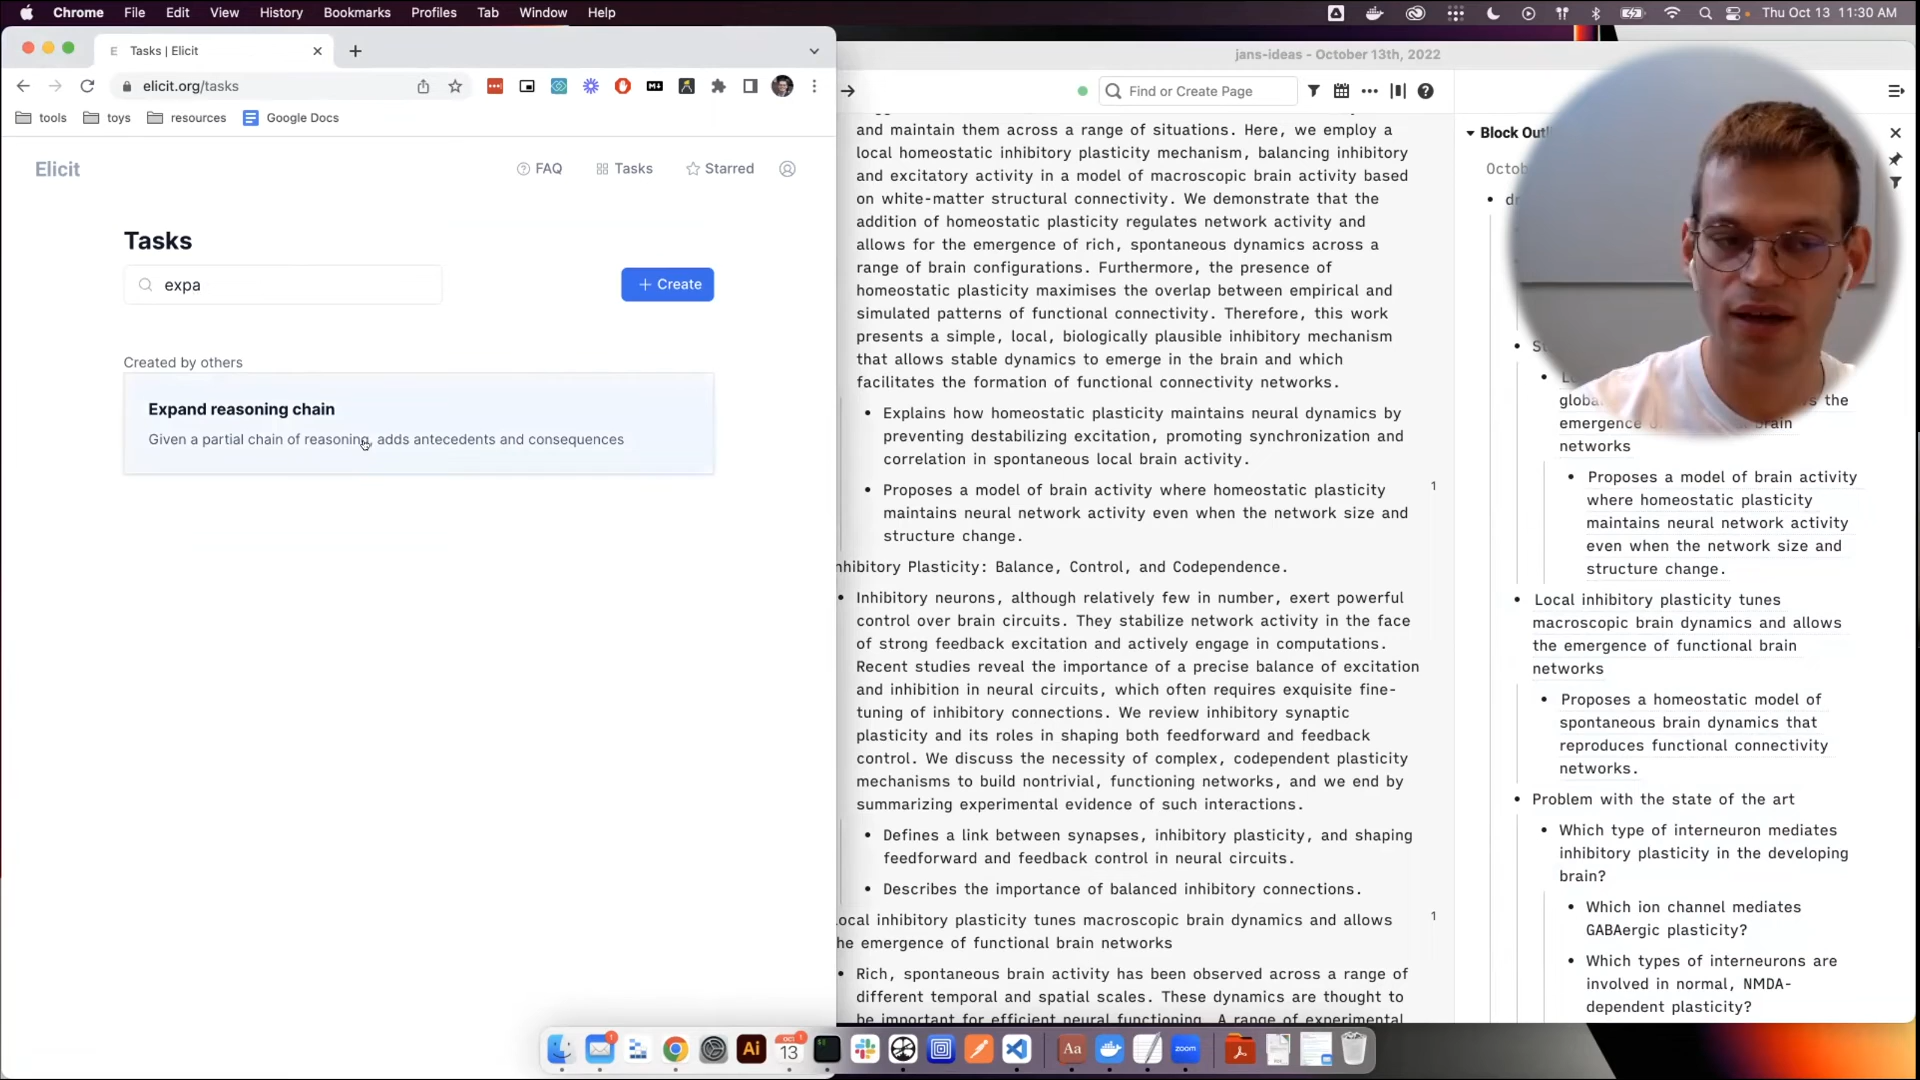 Chrome File Edit View History Bookmarks Profiles Tab Window Help
Thu Oct 13 11:30 AM
Tasks | Elicit
elicit.org/tasks
tools toys resources Google Docs
Elicit
FAQ Tasks Starred
Tasks
expa
+ Create
Created by others
Expand reasoning chain
Given a partial chain of reasoning, adds antecedents and consequences
jans-ideas - October 13th, 2022
Find or Create Page
and maintain them across a range of situations. Here, we employ a
local homeostatic inhibitory plasticity mechanism, balancing inhibitory
and excitatory activity in a model of macroscopic brain activity based
on white-matter structural connectivity. We demonstrate that the
addition of homeostatic plasticity regulates network activity and
allows for the emergence of rich, spontaneous dynamics across a
range of brain configurations. Furthermore, the presence of
homeostatic plasticity maximises the overlap between empirical and
simulated patterns of functional connectivity. Therefore, this work
presents a simple, local, biologically plausible inhibitory mechanism
that allows stable dynamics to emerge in the brain and which
facilitates the formation of functional connectivity networks.
• Explains how homeostatic plasticity maintains neural dynamics by
preventing destabilizing excitation, promoting synchronization and
correlation in spontaneous local brain activity.
• Proposes a model of brain activity where homeostatic plasticity 1
maintains neural network activity even when the network size and
structure change.
nhibitory Plasticity: Balance, Control, and Codependence.
• Inhibitory neurons, although relatively few in number, exert powerful
control over brain circuits. They stabilize network activity in the face
of strong feedback excitation and actively engage in computations.
Recent studies reveal the importance of a precise balance of excitation
and inhibition in neural circuits, which often requires exquisite fine-
tuning of inhibitory connections. We review inhibitory synaptic
plasticity and its roles in shaping both feedforward and feedback
control. We discuss the necessity of complex, codependent plasticity
mechanisms to build nontrivial, functioning networks, and we end by
summarizing experimental evidence of such interactions.
• Defines a link between synapses, inhibitory plasticity, and shaping
feedforward and feedback control in neural circuits.
• Describes the importance of balanced inhibitory connections.
ocal inhibitory plasticity tunes macroscopic brain dynamics and allows 1
he emergence of functional brain networks
• Rich, spontaneous brain activity has been observed across a range of
different temporal and spatial scales. These dynamics are thought to
be important for efficient neural functioning. A range of experimental
Block Outl
Octobe
the
networks
• Proposes a model of brain activity
where homeostatic plasticity
maintains neural network activity
even when the network size and
structure change.
• Local inhibitory plasticity tunes
macroscopic brain dynamics and allows
the emergence of functional brain
networks
• Proposes a homeostatic model of
spontaneous brain dynamics that
reproduces functional connectivity
networks.
• Problem with the state of the art
• Which type of interneuron mediates
inhibitory plasticity in the developing
brain?
• Which ion channel mediates
GABAergic plasticity?
• Which types of interneurons are
involved in normal, NMDA-
dependent plasticity?
Ai
OCT
13
Aa
zoom